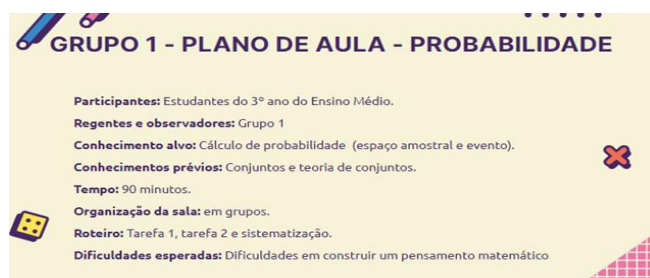 GRUPO 1 - PLANO DE AULA - PROBABILIDADE
Participantes: Estudantes do 3º ano do Ensino Médio.
Regentes e observadores: Grupo 1
Conhecimento alvo: Cálculo de probabilidade (espaço amostral e evento).
Conhecimentos prévios: Conjuntos e teoria de conjuntos.
Tempo: 90 minutos.
Organização da sala: em grupos.
Roteiro: Tarefa 1, tarefa 2 e sistematização.
Dificuldades esperadas: Dificuldades em construir um pensamento matemático